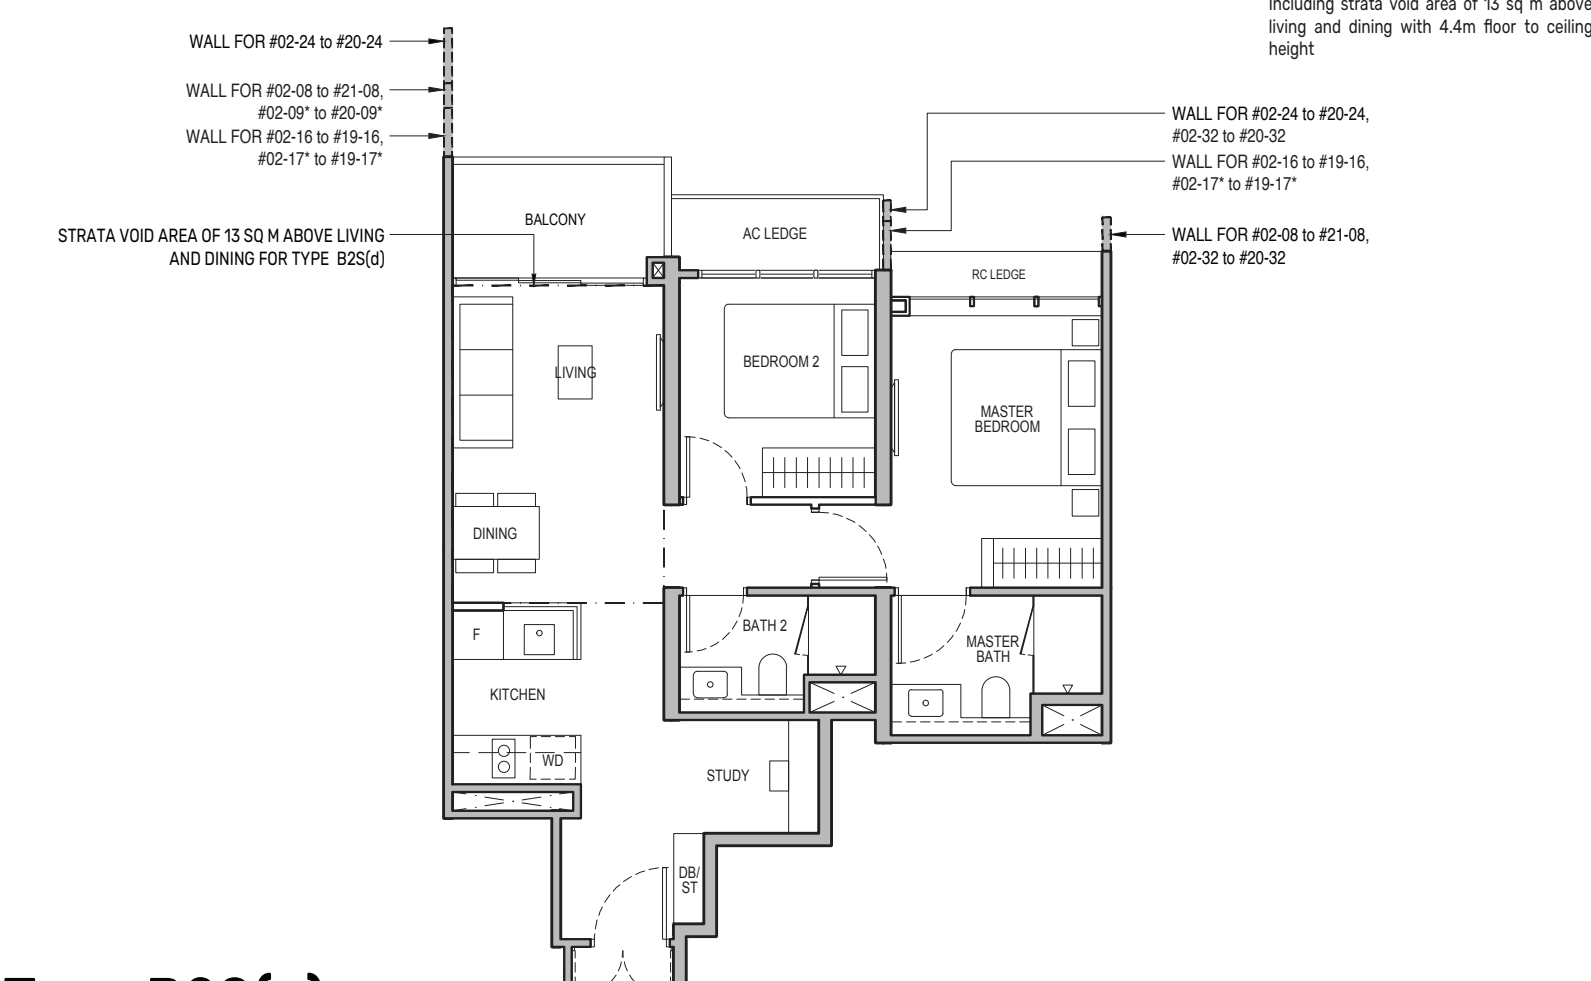 including strata void area of 13 sq m above
living and dining with 4.4m floor to ceiling
height
WALL FOR #02-24 to #20-24
WALL FOR #02-08 to #21-08,
#02-09* to #20-09*
WALL FOR #02-16 to #19-16,
#02-17* to #19-17*
STRATA VOID AREA OF 13 SQ M ABOVE LIVING
AND DINING FOR TYPE B2S(d)
WALL FOR #02-24 to #20-24,
#02-32 to #20-32
WALL FOR #02-16 to #19-16,
#02-17* to #19-17*
WALL FOR #02-08 to #21-08,
#02-32 to #20-32
BALCONY
AC LEDGE
RC LEDGE
LIVING
BEDROOM 2
MASTER
BEDROOM
DINING
F
BATH 2
MASTER
BATH
KITCHEN
WD
STUDY
DB/
ST